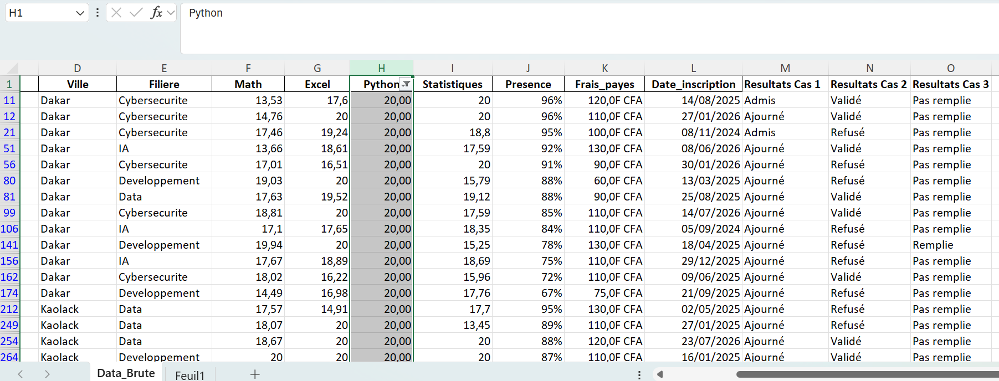 H1 fx Python
D E F G H I J K L M N O
1 Ville Filiere Math Excel Python Statistiques Presence Frais_payes Date_inscription Resultats Cas 1 Resultats Cas 2 Resultats Cas 3
11 Dakar Cybersecurite 13,53 17,6 20,00 20 96% 120,0F CFA 14/08/2025 Admis Validé Pas remplie
12 Dakar Cybersecurite 14,76 20 20,00 20 96% 110,0F CFA 27/01/2026 Ajourné Validé Pas remplie
21 Dakar Cybersecurite 17,46 19,24 20,00 18,8 95% 100,0F CFA 08/11/2024 Admis Refusé Pas remplie
51 Dakar IA 13,66 18,61 20,00 17,59 92% 130,0F CFA 08/06/2026 Ajourné Validé Pas remplie
56 Dakar Cybersecurite 17,01 16,51 20,00 20 91% 90,0F CFA 30/01/2026 Ajourné Refusé Pas remplie
80 Dakar Developpement 19,03 20 20,00 15,79 88% 60,0F CFA 13/03/2025 Ajourné Refusé Pas remplie
81 Dakar Data 17,63 19,52 20,00 19,12 88% 90,0F CFA 25/08/2025 Ajourné Validé Pas remplie
99 Dakar Cybersecurite 18,81 20 20,00 17,59 85% 110,0F CFA 14/07/2026 Ajourné Validé Pas remplie
106 Dakar IA 17,1 17,65 20,00 18,35 84% 110,0F CFA 05/09/2024 Ajourné Refusé Pas remplie
141 Dakar Developpement 19,94 20 20,00 15,25 78% 130,0F CFA 18/04/2025 Ajourné Refusé Remplie
156 Dakar IA 17,67 18,89 20,00 18,69 75% 110,0F CFA 29/12/2025 Ajourné Refusé Pas remplie
162 Dakar Cybersecurite 18,02 16,22 20,00 15,96 72% 110,0F CFA 09/06/2025 Ajourné Validé Pas remplie
174 Dakar Developpement 14,49 16,98 20,00 17,76 67% 75,0F CFA 21/09/2025 Ajourné Refusé Pas remplie
212 Kaolack Data 17,57 14,91 20,00 17,7 95% 130,0F CFA 02/05/2025 Ajourné Refusé Pas remplie
249 Kaolack Data 18,07 20 20,00 13,45 89% 110,0F CFA 27/01/2025 Ajourné Refusé Pas remplie
254 Kaolack Data 18,67 20 20,00 20 88% 120,0F CFA 23/07/2026 Ajourné Validé Pas remplie
264 Kaolack Developpement 20 20 20,00 20 87% 110,0F CFA 16/01/2025 Ajourné Validé Pas remplie
Data_Brute Feuil1